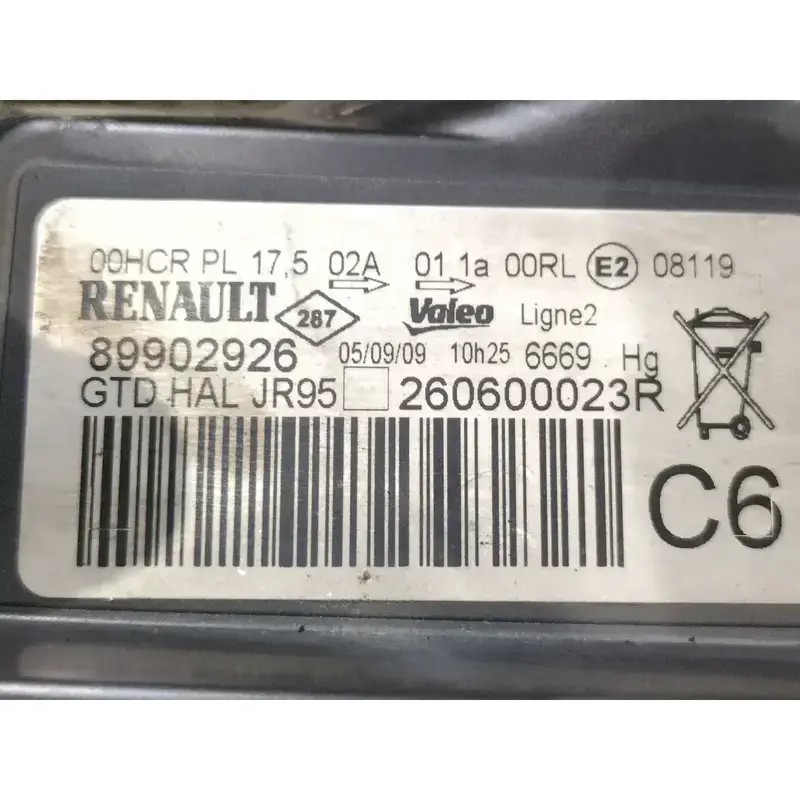 00HCR PL 17,5 02A 01 1a 00RL E2 08119
RENAULT 287 Valeo Ligne2
89902926 05/09/09 10h25 6669 Hg
GTD HAL JR95 260600023R
C6